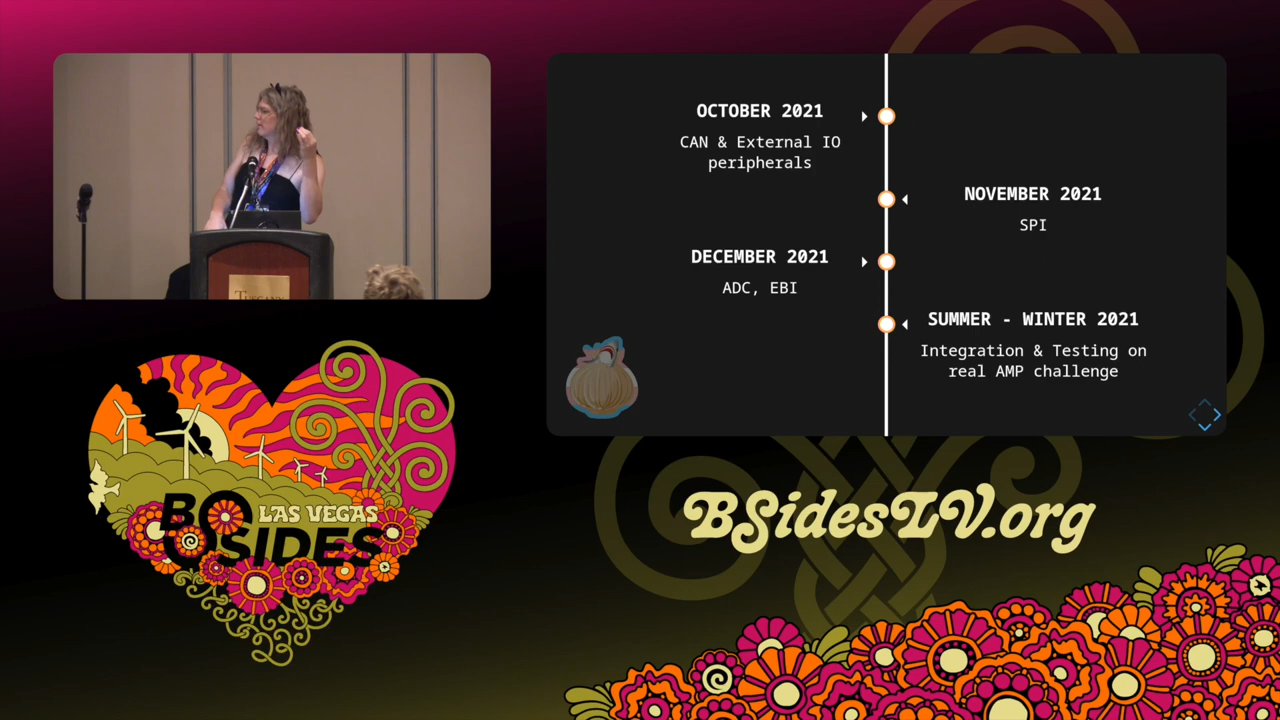 OCTOBER 2021
CAN & External IO
peripherals
NOVEMBER 2021
SPI
DECEMBER 2021
ADC, EBI
SUMMER - WINTER 2021
Integration & Testing on
real AMP challenge
BSIDES
LAS VEGAS
BSidesLV.org